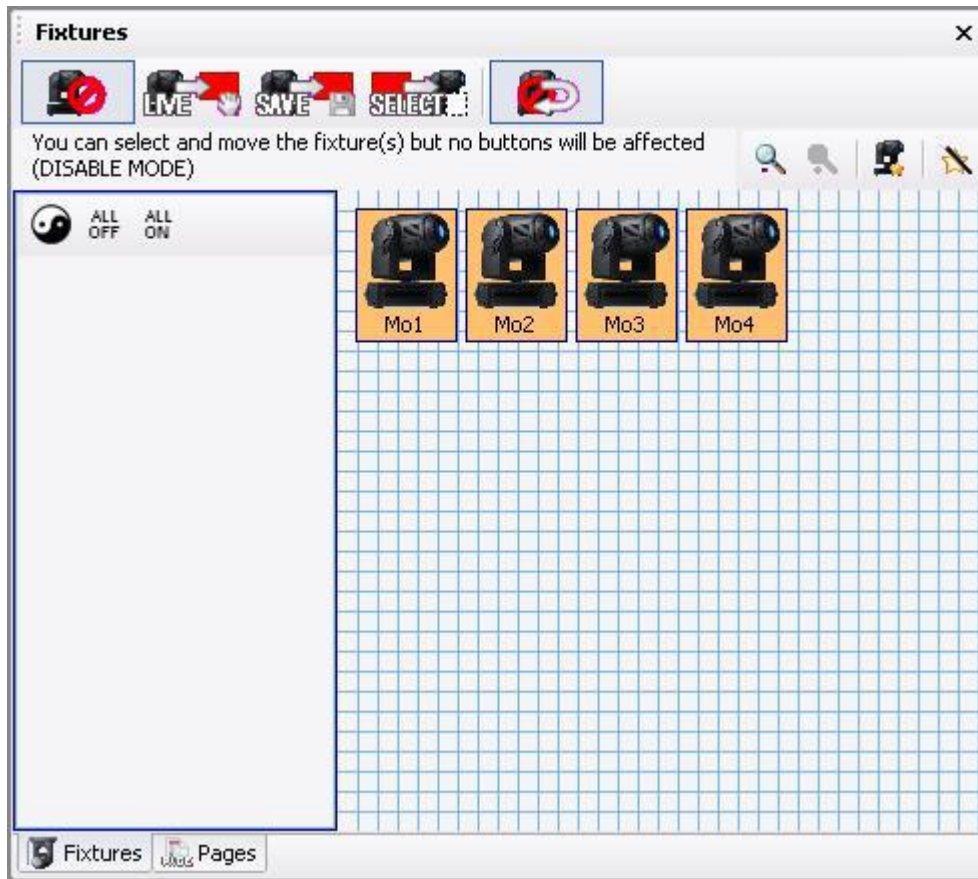 Fixtures
LIVE SAVE SELECT
You can select and move the fixture(s) but no buttons will be affected
(DISABLE MODE)
ALL OFF ALL ON
Mo1 Mo2 Mo3 Mo4
Fixtures Pages